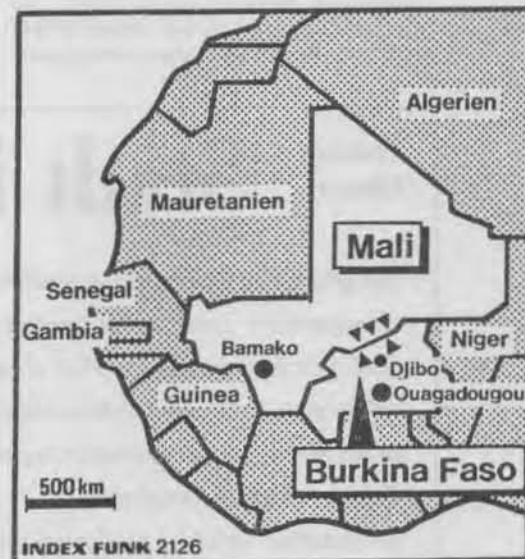 Algerien
Mauretanien
Mali
Senegal
Gambia
Bamako
Niger
Djibo
Guinea
Ouagadougou
Burkina Faso
500 km
INDEX FUNK 2126